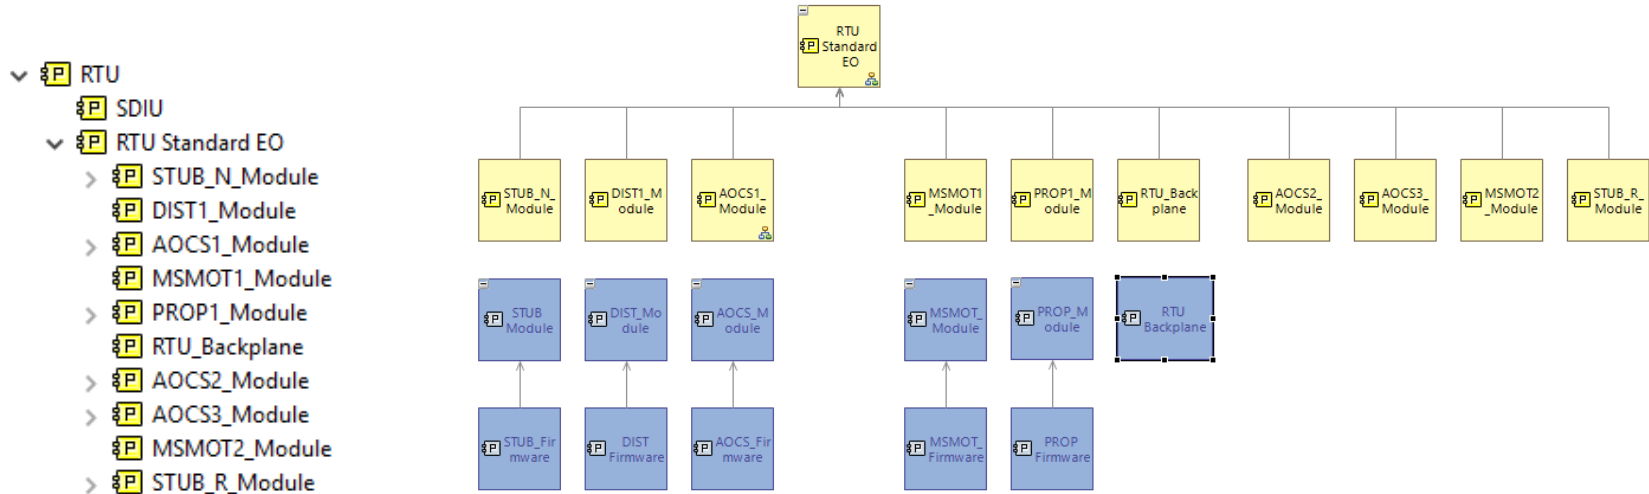 RTU
SDIU
RTU Standard EO
STUB_N_Module
DIST1_Module
AOCS1_Module
MSMOT1_Module
PROP1_Module
RTU_Backplane
AOCS2_Module
AOCS3_Module
MSMOT2_Module
STUB_R_Module
RTU
Standard
EO
STUB_N_
Module
DIST1_M
odule
AOCS1_
Module
MSMOT1
_Module
PROP1_M
odule
RTU_Back
plane
AOCS2_
Module
AOCS3_
Module
MSMOT2
_Module
STUB_R_
Module
STUB
Module
DIST_Mo
dule
AOCS_M
odule
MSMOT_
Module
PROP_M
odule
RTU
Backplane
STUB_Fir
mware
DIST
Firmware
AOCS_Fir
mware
MSMOT_
Firmware
PROP
Firmware